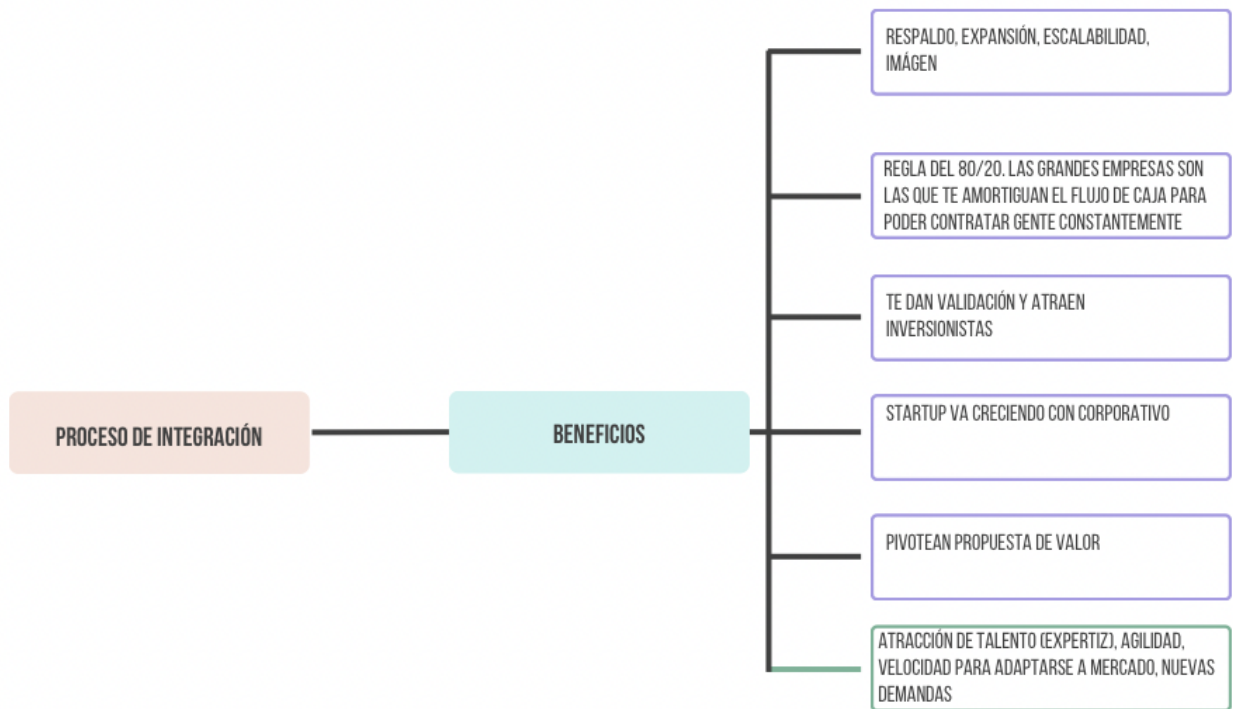 RESPALDO, EXPANSIÓN, ESCALABILIDAD,
IMÁGEN
REGLA DEL 80/20. LAS GRANDES EMPRESAS SON
LAS QUE TE AMORTIGUAN EL FLUJO DE CAJA PARA
PODER CONTRATAR GENTE CONSTANTEMENTE
TE DAN VALIDACIÓN Y ATRAEN
INVERSIONISTAS
PROCESO DE INTEGRACIÓN
BENEFICIOS
STARTUP VA CRECIENDO CON CORPORATIVO
PIVOTEAN PROPUESTA DE VALOR
ATRACCIÓN DE TALENTO (EXPERTIZ), AGILIDAD,
VELOCIDAD PARA ADAPTARSE A MERCADO, NUEVAS
DEMANDAS